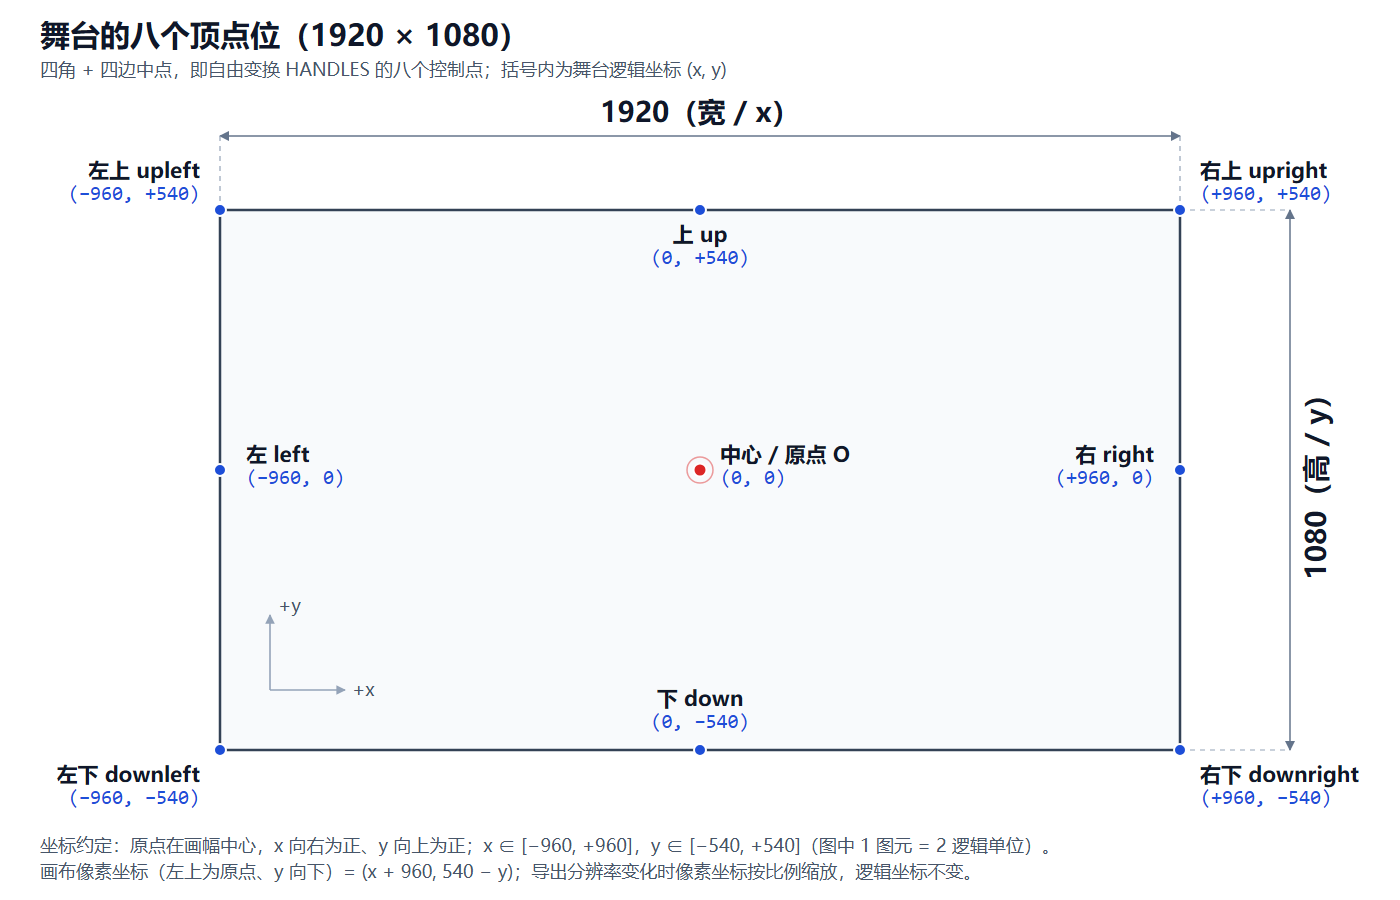 舞台的八个顶点位（1920 × 1080）
四角 + 四边中点，即自由变换 HANDLES 的八个控制点；括号内为舞台逻辑坐标 (x, y)
1920（宽 / x）
左上 upleft
(−960, +540)
右上 upright
(+960, +540)
上 up
(0, +540)
左 left
(−960, 0)
中心 / 原点 O
(0, 0)
右 right
(+960, 0)
1080（高 / y）
+y
+x
下 down
(0, −540)
左下 downleft
(−960, −540)
右下 downright
(+960, −540)
坐标约定：原点在画幅中心，x 向右为正、y 向上为正；x ∈ [−960, +960]，y ∈ [−540, +540]（图中 1 图元 = 2 逻辑单位）。
画布像素坐标（左上为原点、y 向下）= (x + 960, 540 − y)；导出分辨率变化时像素坐标按比例缩放，逻辑坐标不变。